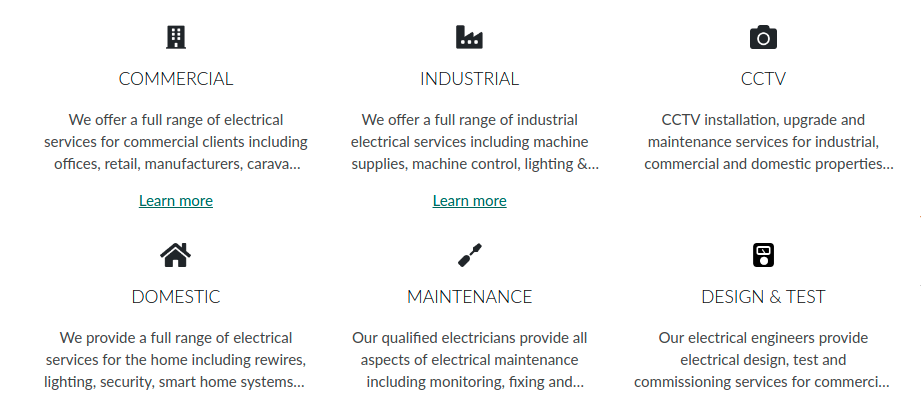 COMMERCIAL
We offer a full range of electrical
services for commercial clients including
offices, retail, manufacturers, carava...
Learn more
INDUSTRIAL
We offer a full range of industrial
electrical services including machine
supplies, machine control, lighting &...
Learn more
CCTV
CCTV installation, upgrade and
maintenance services for industrial,
commercial and domestic properties...
DOMESTIC
We provide a full range of electrical
services for the home including rewires,
lighting, security, smart home systems...
MAINTENANCE
Our qualified electricians provide all
aspects of electrical maintenance
including monitoring, fixing and...
DESIGN & TEST
Our electrical engineers provide
electrical design, test and
commissioning services for commerci...